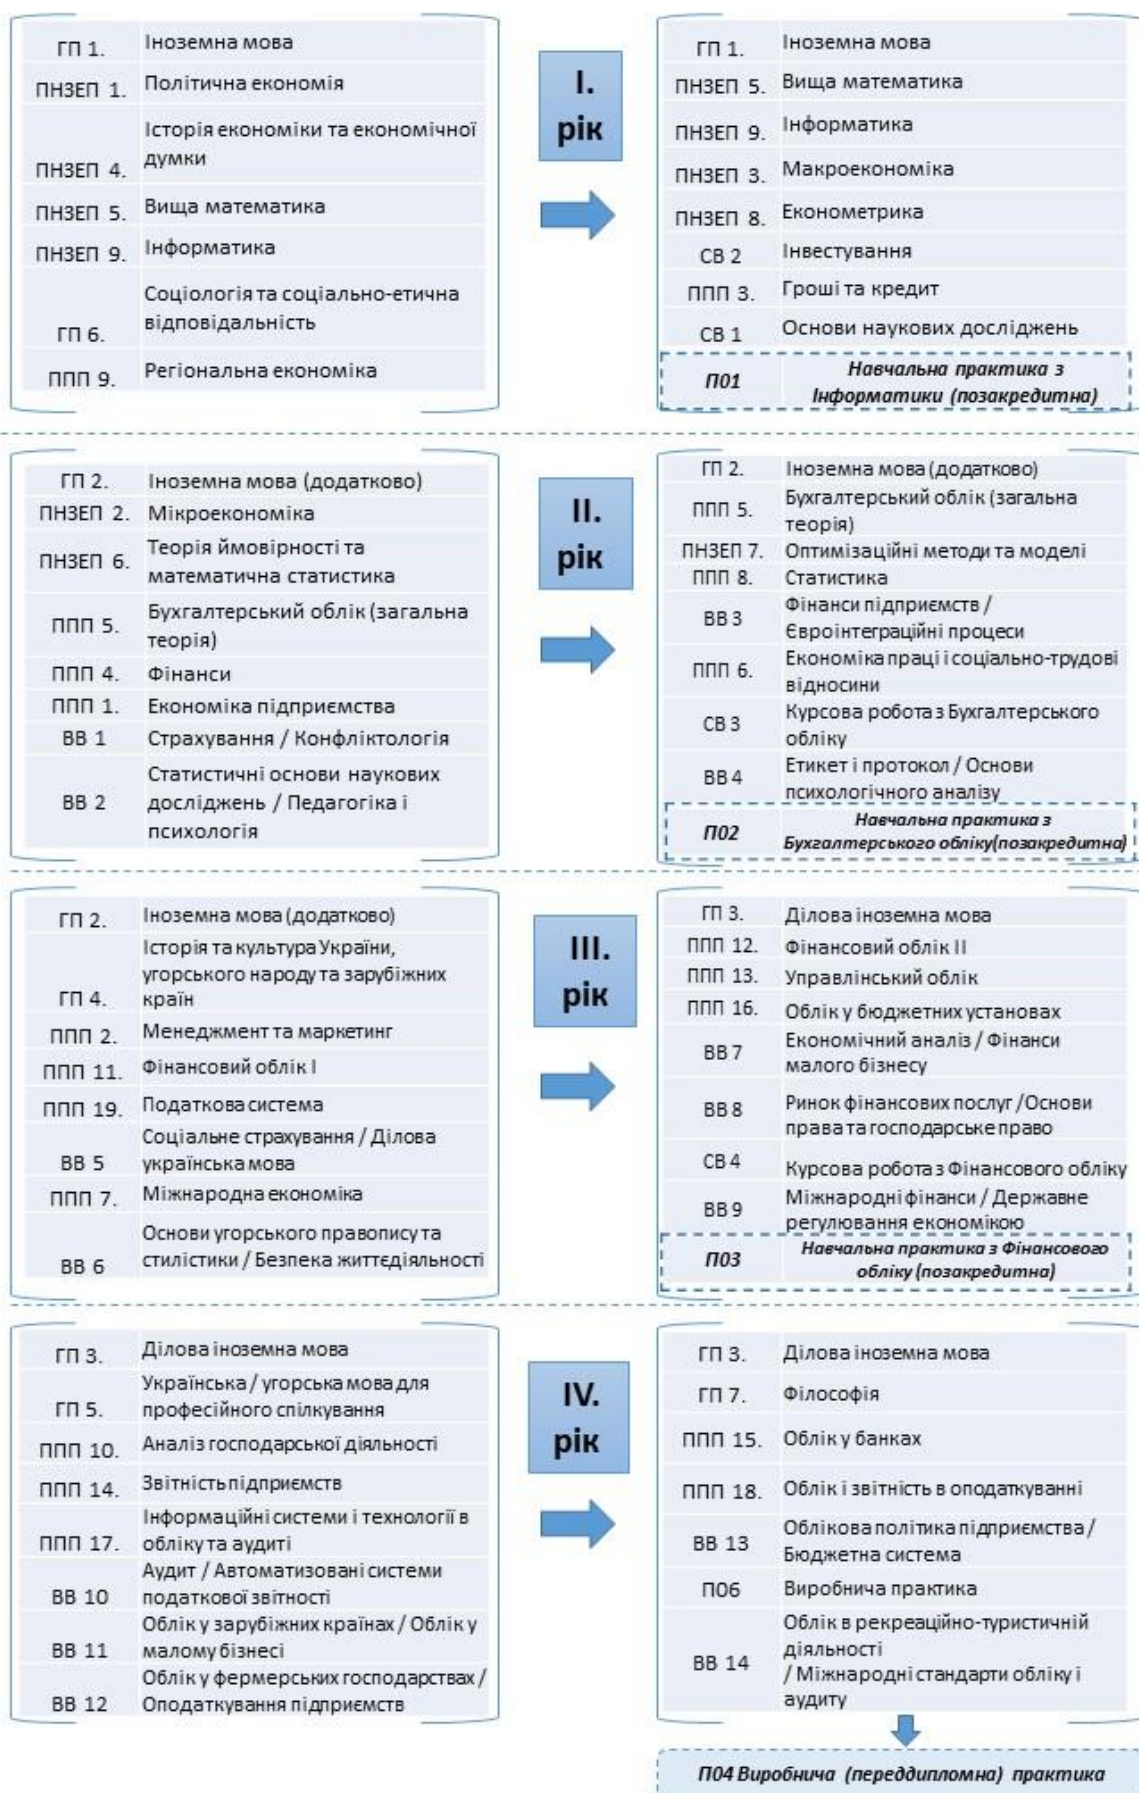 ГП 1. Іноземна мова
ПНЗЕП 1. Політична економія
Історія економіки та економічної
ПНЗЕП 4. думки
ПНЗЕП 5. Вища математика
ПНЗЕП 9. Інформатика
Соціологія та соціально-етична
ГП 6. відповідальність
ППП 9. Регіональна економіка
І.
рік
ГП 1. Іноземна мова
ПНЗЕП 5. Вища математика
ПНЗЕП 9. Інформатика
ПНЗЕП 3. Макроекономіка
ПНЗЕП 8. Економетрика
СВ 2 Інвестування
ППП 3. Гроші та кредит
СВ 1 Основи наукових досліджень
П01 Навчальна практика з
Інформатики (позакредитна)
ГП 2. Іноземна мова (додатково)
ПНЗЕП 2. Мікроекономіка
ПНЗЕП 6. Теорія ймовірності та
математична статистика
ППП 5. Бухгалтерський облік (загальна
теорія)
ППП 4. Фінанси
ППП 1. Економіка підприємства
ВВ 1 Страхування / Конфліктологія
Статистичні основи наукових
ВВ 2 досліджень / Педагогіка і
психологія
ІІ.
рік
ГП 2. Іноземна мова (додатково)
ППП 5. Бухгалтерський облік (загальна
теорія)
ПНЗЕП 7. Оптимізаційні методи та моделі
ППП 8. Статистика
ВВ 3 Фінанси підприємств /
Євроінтеграційні процеси
ППП 6. Економіка праці і соціально-трудові
відносини
СВ 3 Курсова робота з Бухгалтерського
обліку
ВВ 4 Етикет і протокол / Основи
психологічного аналізу
П02 Навчальна практика з
Бухгалтерського обліку(позакредитна)
ГП 2. Іноземна мова (додатково)
Історія та культура України,
угорського народу та зарубіжних
ГП 4. країн
ППП 2. Менеджмент та маркетинг
ППП 11. Фінансовий облік І
ППП 19. Податкова система
Соціальне страхування / Ділова
ВВ 5 українська мова
ППП 7. Міжнародна економіка
Основи угорського правопису та
ВВ 6 стилістики / Безпека життєдіяльності
ІІІ.
рік
ГП 3. Ділова іноземна мова
ППП 12. Фінансовий облік ІІ
ППП 13. Управлінський облік
ППП 16. Облік у бюджетних установах
ВВ 7 Економічний аналіз / Фінанси
малого бізнесу
ВВ 8 Ринок фінансових послуг /Основи
права та господарське право
СВ 4 Курсова робота з Фінансового обліку
ВВ 9 Міжнародні фінанси / Державне
регулювання економікою
П03 Навчальна практика з Фінансового
обліку (позакредитна)
ГП 3. Ділова іноземна мова
Українська / угорська мова для
ГП 5. професійного спілкування
ППП 10. Аналіз господарської діяльності
ППП 14. Звітність підприємств
Інформаційні системи і технології в
ППП 17. обліку та аудиті
Аудит / Автоматизовані системи
ВВ 10 податкової звітності
Облік у зарубіжних країнах / Облік у
ВВ 11 малому бізнесі
Облік у фермерських господарствах /
ВВ 12 Оподаткування підприємств
IV.
рік
ГП 3. Ділова іноземна мова
ГП 7. Філософія
ППП 15. Облік у банках
ППП 18. Облік і звітність в оподаткуванні
ВВ 13 Облікова політика підприємства /
Бюджетна система
П06 Виробнича практика
Облік в рекреаційно-туристичній
діяльності
ВВ 14 / Міжнародні стандарти обліку і
аудиту
П04 Виробнича (переддипломна) практика